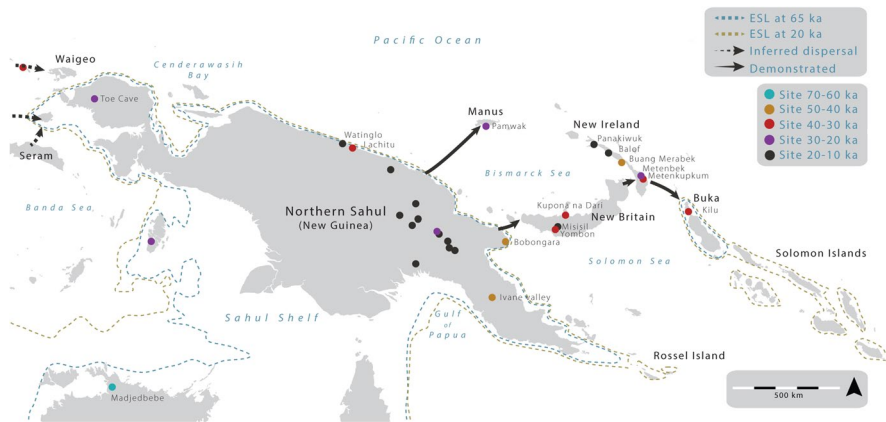 Pacific Ocean
ESL at 65 ka
ESL at 20 ka
Inferred dispersal
Demonstrated
Site 70-60 ka
Site 50-40 ka
Site 40-30 ka
Site 30-20 ka
Site 20-10 ka
Waigeo
Cenderawasih
Bay
Toe Cave
Seram
Banda Sea
Watinglo
Lachitu
Manus
Pamwak
New Ireland
Panakiwuk
Balof
Buang Merabek
Metenbek
Metenkupkum
Bismarck Sea
Buka
Kilu
Kupona na Dari
New Britain
Misisil
Yombon
Northern Sahul
(New Guinea)
Bobongara
Solomon Sea
Solomon Islands
Ivane valley
Sahul Shelf
Gulf
of
Papua
Rossel Island
Madjedbebe
500 km